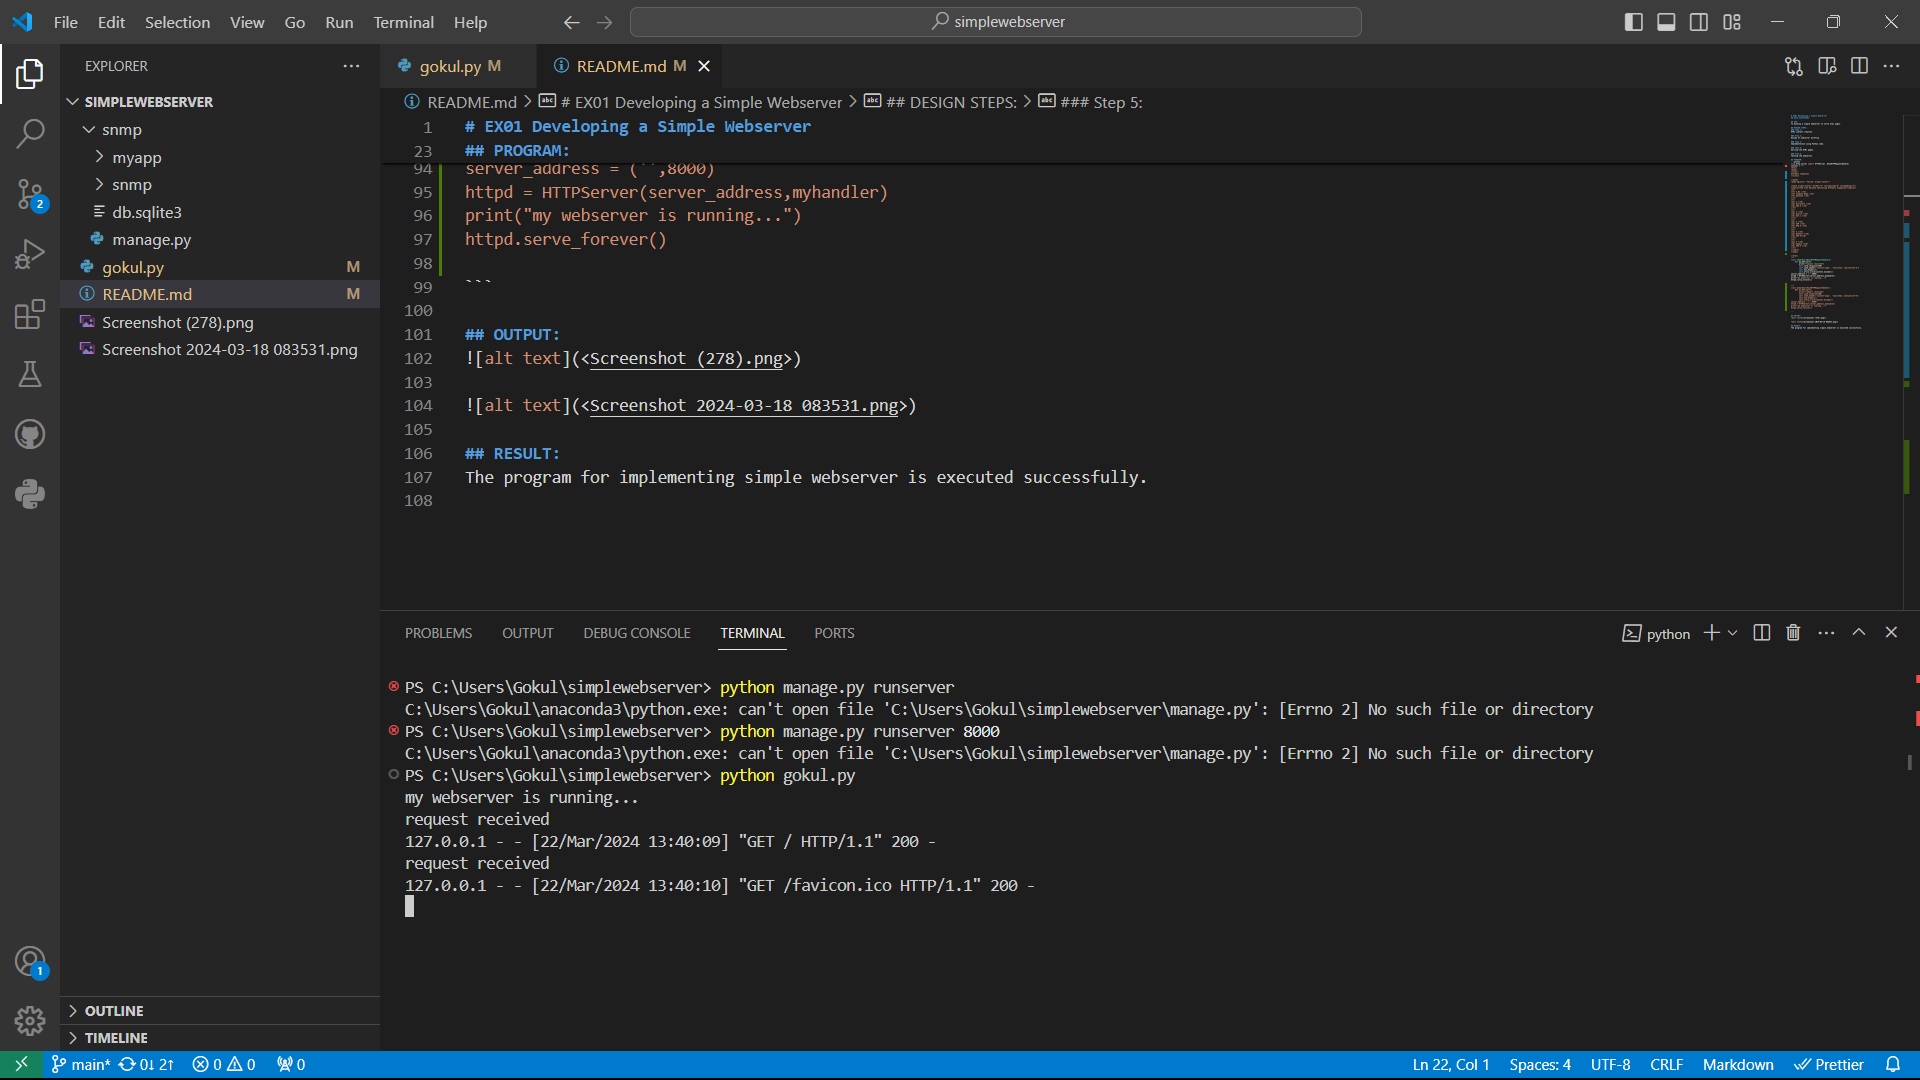 File Edit Selection View Go Run Terminal Help
simplewebserver
EXPLORER
SIMPLEWEBSERVER
snmp
myapp
snmp
db.sqlite3
manage.py
gokul.py M
README.md M
Screenshot (278).png
Screenshot 2024-03-18 083531.png
OUTLINE
TIMELINE
2
1
gokul.py M
README.md M
README.md > # EX01 Developing a Simple Webserver > ## DESIGN STEPS: > ### Step 5:
1 # EX01 Developing a Simple Webserver
23 ## PROGRAM:
94 server_address = ('',8000)
95 httpd = HTTPServer(server_address,myhandler)
96 print("my webserver is running...")
97 httpd.serve_forever()
98
99 ```
100
101 ## OUTPUT:
102 ![alt text](<Screenshot (278).png>)
103
104 ![alt text](<Screenshot 2024-03-18 083531.png>)
105
106 ## RESULT:
107 The program for implementing simple webserver is executed successfully.
108
PROBLEMS OUTPUT DEBUG CONSOLE TERMINAL PORTS
python
PS C:\Users\Gokul\simplewebserver> python manage.py runserver
C:\Users\Gokul\anaconda3\python.exe: can't open file 'C:\Users\Gokul\simplewebserver\manage.py': [Errno 2] No such file or directory
PS C:\Users\Gokul\simplewebserver> python manage.py runserver 8000
C:\Users\Gokul\anaconda3\python.exe: can't open file 'C:\Users\Gokul\simplewebserver\manage.py': [Errno 2] No such file or directory
PS C:\Users\Gokul\simplewebserver> python gokul.py
my webserver is running...
request received
127.0.0.1 - - [22/Mar/2024 13:40:09] "GET / HTTP/1.1" 200 -
request received
127.0.0.1 - - [22/Mar/2024 13:40:10] "GET /favicon.ico HTTP/1.1" 200 -
main* 0↓ 2↑ 0 0 0
Ln 22, Col 1 Spaces: 4 UTF-8 CRLF Markdown Prettier